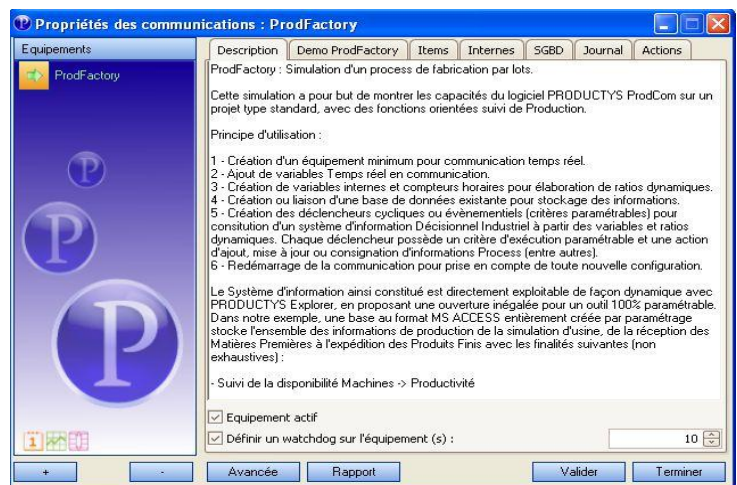 Propriétés des communications : ProdFactory
Equipements
ProdFactory
Description
Demo ProdFactory
Items
Internes
SGBD
Journal
Actions
ProdFactory : Simulation d'un process de fabrication par lots.
Cette simulation a pour but de montrer les capacités du logiciel PRODUCTYS ProdCom sur un
projet type standard, avec des fonctions orientées suivi de Production.
Principe d'utilisation :
1 - Création d'un équipement minimum pour communication temps réel.
2 - Ajout de variables Temps réel en communication.
3 - Création de variables internes et compteurs horaires pour élaboration de ratios dynamiques.
4 - Création ou liaison d'une base de données existante pour stockage des informations.
5 - Création des déclencheurs cycliques ou évènementiels (critères paramétrables) pour
consitution d'un système d'information Décisionnel Industriel à partir des variables et ratios
dynamiques. Chaque déclencheur possède un critère d'exécution paramétrable et une action
d'ajout, mise à jour ou consignation d'informations Process (entre autres).
6 - Redémarrage de la communication pour prise en compte de toute nouvelle configuration.
Le Système d'information ainsi constitué est directement exploitable de façon dynamique avec
PRODUCTYS Explorer, en proposant une ouverture inégalée pour un outil 100% paramétrable.
Dans notre exemple, une base au format MS ACCESS entièrement créée par paramétrage
stocke l'ensemble des informations de production de la simulation d'usine, de la réception des
Matières Premières à l'expédition des Produits Finis avec les finalités suivantes (non
exhaustives) :
- Suivi de la disponibilité Machines -> Productivité
Equipement actif
Définir un watchdog sur l'équipement (s) :
10
+
-
Avancée
Rapport
Valider
Terminer